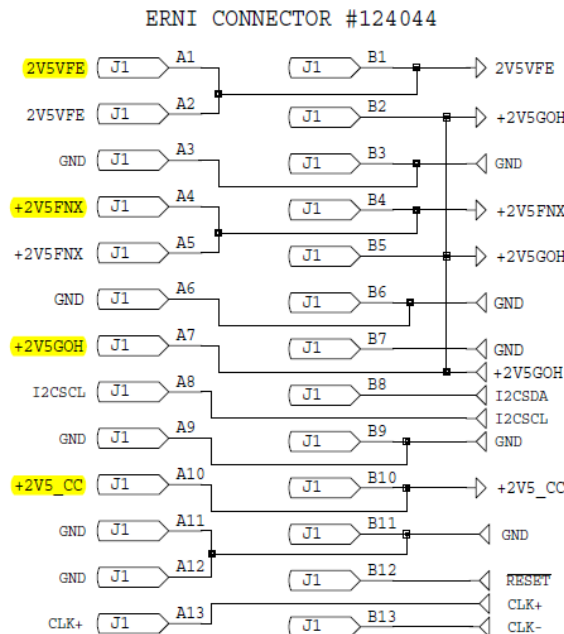 ERNI CONNECTOR #124044
2V5VFE J1 A1 J1 B1 2V5VFE
2V5VFE J1 A2 J1 B2 +2V5GOH
GND J1 A3 J1 B3 GND
+2V5FNX J1 A4 J1 B4 +2V5FNX
+2V5FNX J1 A5 J1 B5 +2V5GOH
GND J1 A6 J1 B6 GND
+2V5GOH J1 A7 J1 B7 GND
+2V5GOH
I2CSCL J1 A8 J1 B8 I2CSDA
I2CSCL
GND J1 A9 J1 B9 GND
+2V5_CC J1 A10 J1 B10 +2V5_CC
GND J1 A11 J1 B11 GND
GND J1 A12 J1 B12 RESET
CLK+
CLK+ J1 A13 J1 B13 CLK-